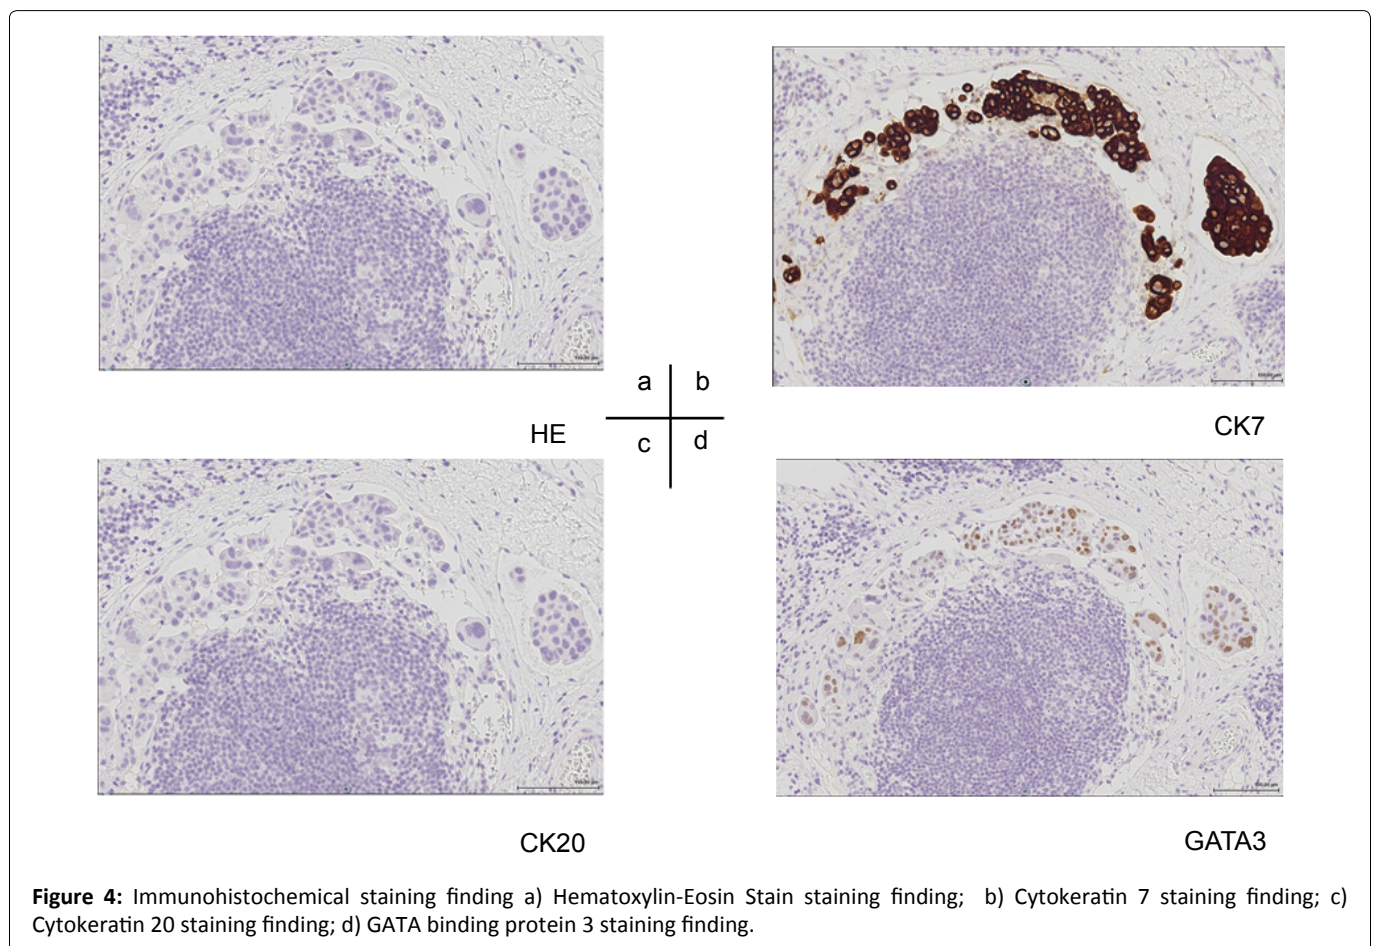 a b
HE
CK7
c d
CK20
GATA3
Figure 4: Immunohistochemical staining finding a) Hematoxylin-Eosin Stain staining finding; b) Cytokeratin 7 staining finding; c)
Cytokeratin 20 staining finding; d) GATA binding protein 3 staining finding.